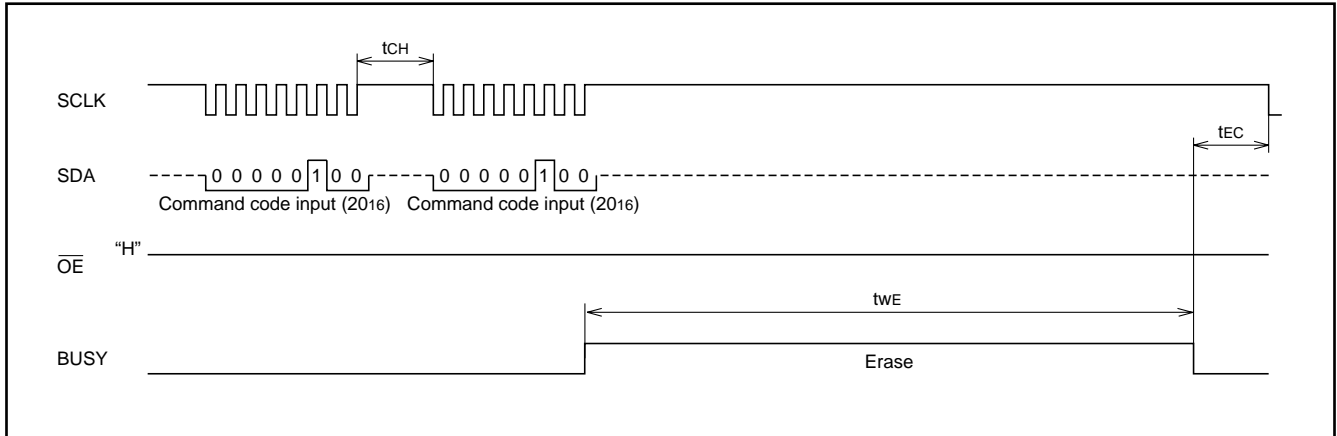 tCH
SCLK
tEC
SDA
0 0 0 0 0 1 0 0
0 0 0 0 0 1 0 0
Command code input (2016)
Command code input (2016)
“H”
OE
twE
BUSY
Erase